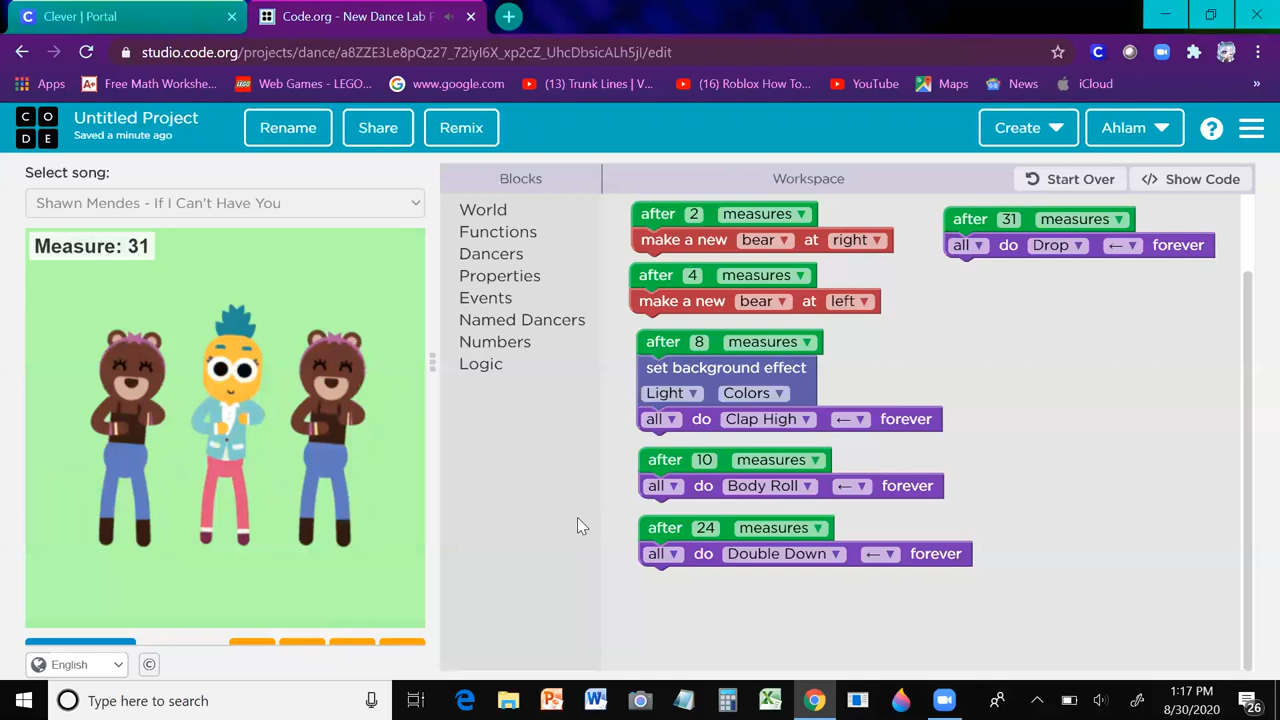 Clever | Portal
Code.org - New Dance Lab F
studio.code.org/projects/dance/a8ZZE3Le8pQz27_72iyI6X_xp2cZ_UhcDbsicALh5jI/edit
Apps
Free Math Workshe...
Web Games - LEGO...
www.google.com
(13) Trunk Lines | V...
(16) Roblox How To...
YouTube
Maps
News
iCloud
»
C O
D E
Untitled Project
Saved a minute ago
Rename
Share
Remix
Create
Ahlam
?
Select song:
Shawn Mendes - If I Can't Have You
Measure: 31
English
©
Blocks
Workspace
Start Over
</> Show Code
World
Functions
Dancers
Properties
Events
Named Dancers
Numbers
Logic
after 2 measures
make a new bear at right
after 4 measures
make a new bear at left
after 8 measures
set background effect
Light Colors
all do Clap High ← forever
after 10 measures
all do Body Roll ← forever
after 24 measures
all do Double Down ← forever
after 31 measures
all do Drop ← forever
Type here to search
1:17 PM
8/30/2020
26